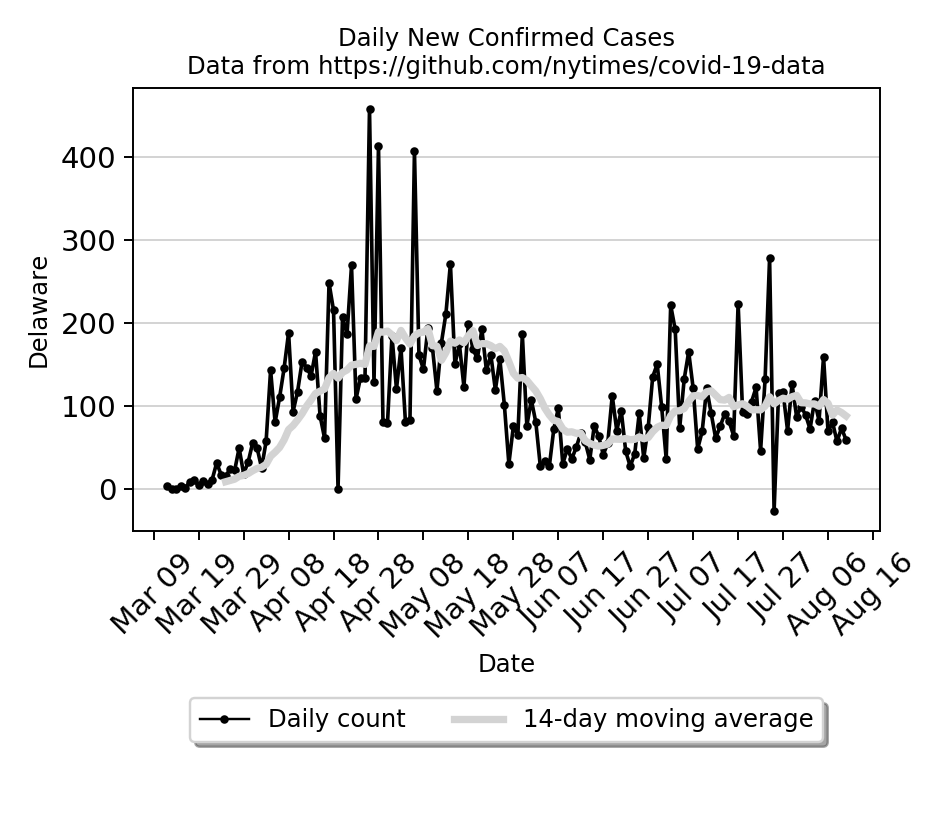 Daily New Confirmed Cases
Data from https://github.com/nytimes/covid-19-data
Delaware
400
300
200
100
0
Mar 09
Mar 19
Mar 29
Apr 08
Apr 18
Apr 28
May 08
May 18
May 28
Jun 07
Jun 17
Jun 27
Jul 07
Jul 17
Jul 27
Aug 06
Aug 16
Date
Daily count
14-day moving average